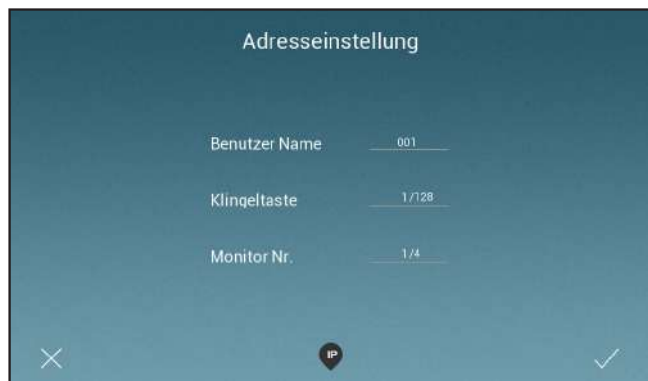 Adresseinstellung
Benutzer Name 001
Klingeltaste 1/128
Monitor Nr. 1/4
IP